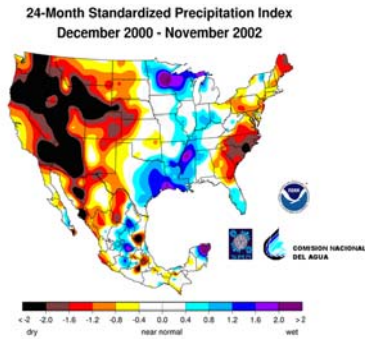 24-Month Standardized Precipitation Index
December 2000 - November 2002
NOAA
COMISION NACIONAL
DEL AGUA
< -2 -2.0 -1.6 -1.2 -0.8 -0.4 0.0 0.4 0.8 1.2 1.6 2.0 > 2
dry near normal wet